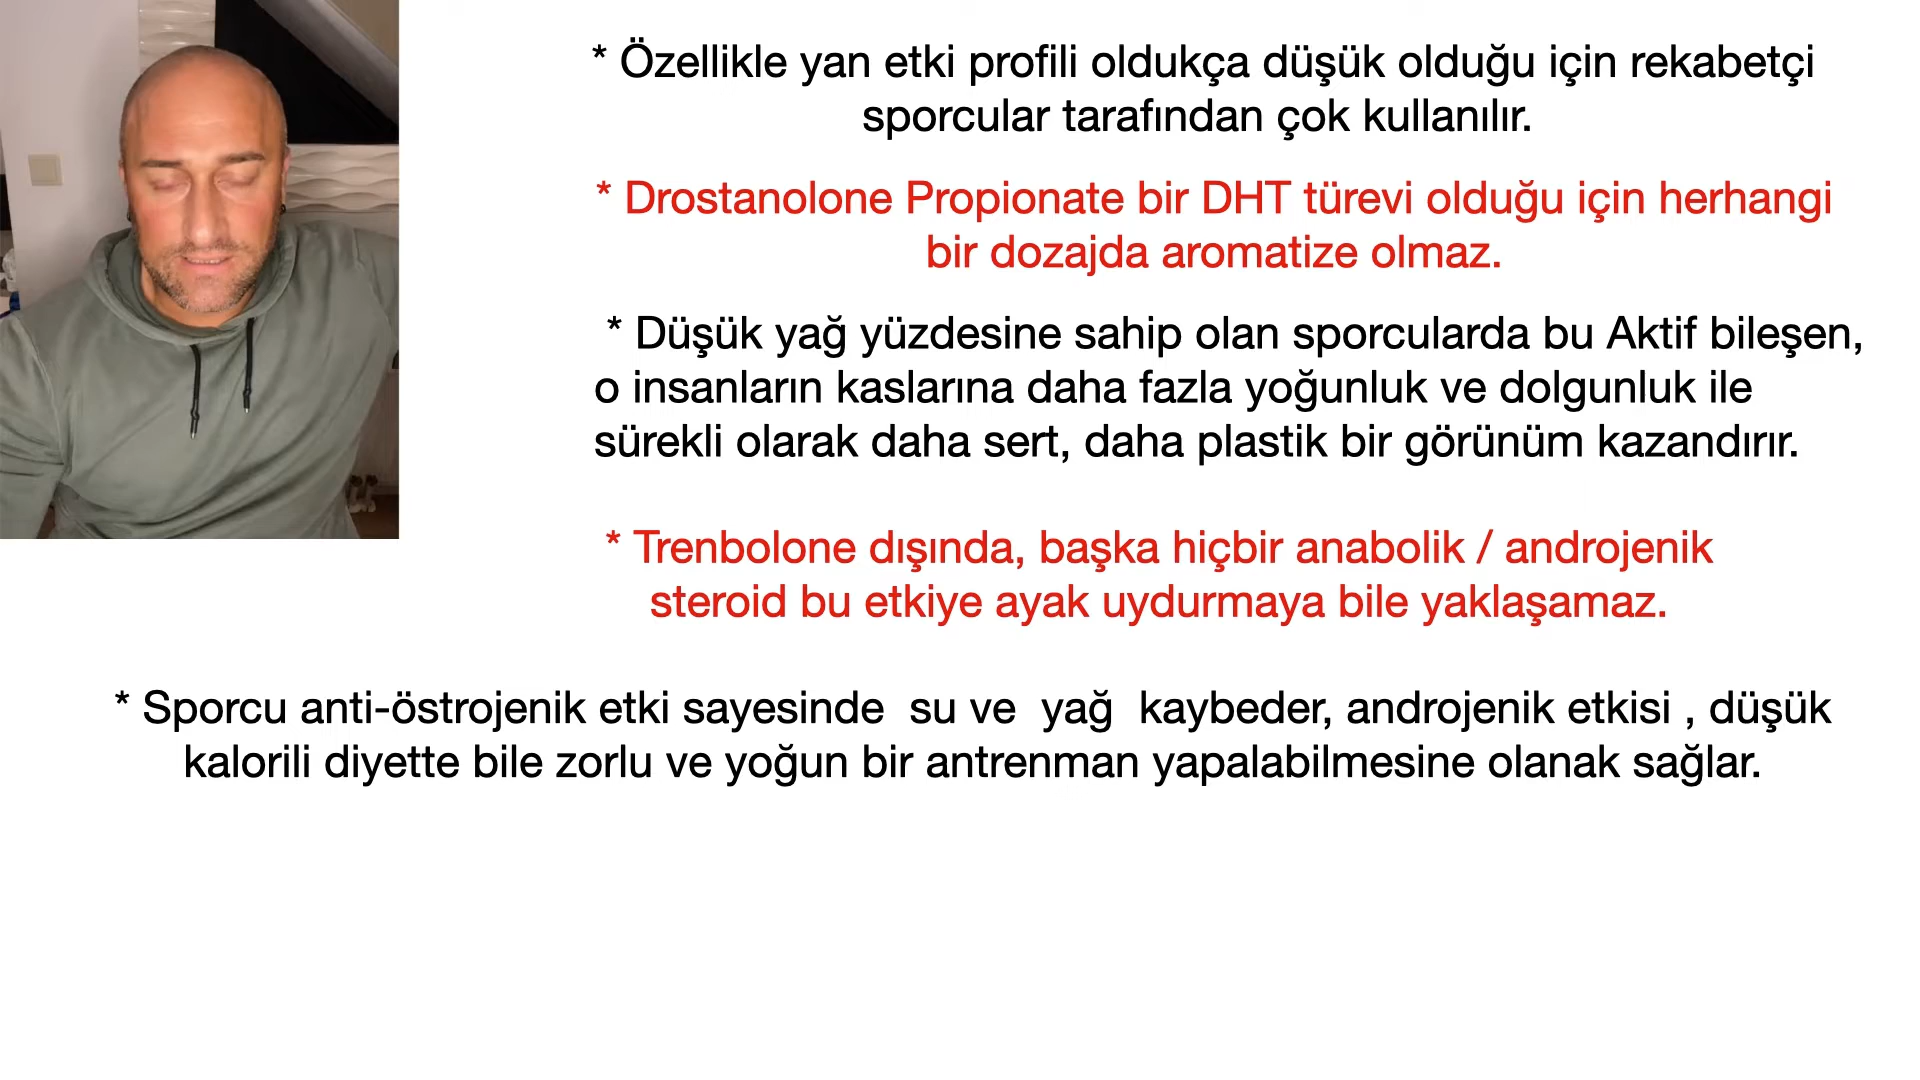 * Özellikle yan etki profili oldukça düşük olduğu için rekabetçi
sporcular tarafından çok kullanılır.
* Drostanolone Propionate bir DHT türevi olduğu için herhangi
bir dozajda aromatize olmaz.
* Düşük yağ yüzdesine sahip olan sporcularda bu Aktif bileşen,
o insanların kaslarına daha fazla yoğunluk ve dolgunluk ile
sürekli olarak daha sert, daha plastik bir görünüm kazandırır.
* Trenbolone dışında, başka hiçbir anabolik / androjenik
steroid bu etkiye ayak uydurmaya bile yaklaşamaz.
* Sporcu anti-östrojenik etki sayesinde su ve yağ kaybeder, androjenik etkisi , düşük
kalorili diyette bile zorlu ve yoğun bir antrenman yapalabilmesine olanak sağlar.